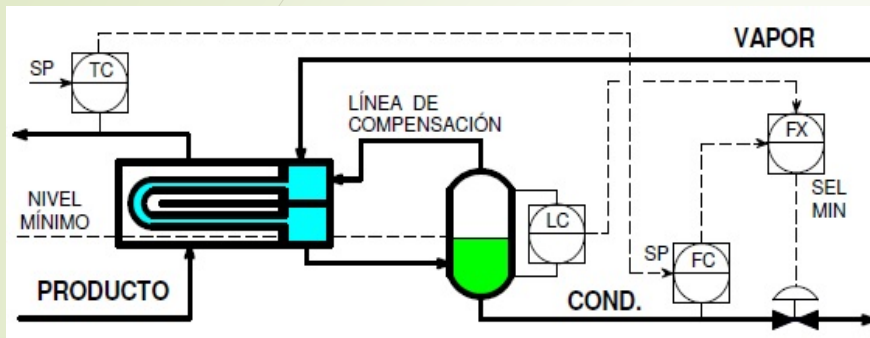 VAPOR
SP
TC
LÍNEA DE
COMPENSACIÓN
FX
NIVEL
MÍNIMO
LC
SEL
MIN
SP
FC
PRODUCTO
COND.